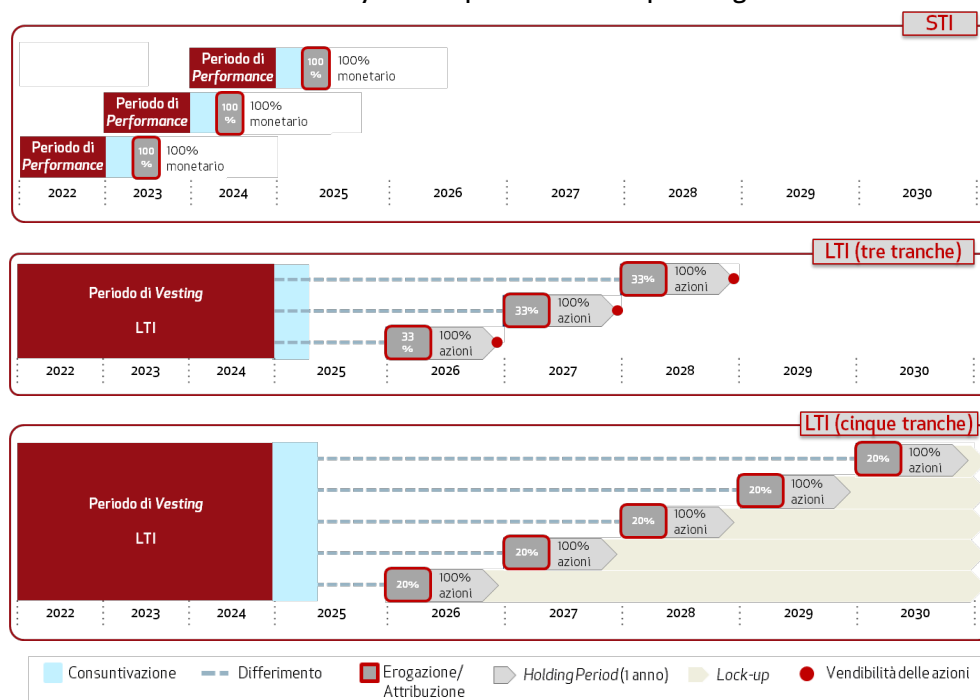 STI
Periodo di
Performance
100
%
100%
monetario
Periodo di
Performance
100
%
100%
monetario
Periodo di
Performance
100
%
100%
monetario
2022 2023 2024 2025 2026 2027 2028 2029 2030
LTI (tre tranche)
Periodo di Vesting
LTI
33%
100%
azioni
33%
100%
azioni
33
%
100%
azioni
2022 2023 2024 2025 2026 2027 2028 2029 2030
LTI (cinque tranche)
Periodo di Vesting
LTI
20%
100%
azioni
20%
100%
azioni
20%
100%
azioni
20%
100%
azioni
20%
100%
azioni
2022 2023 2024 2025 2026 2027 2028 2029 2030
Consuntivazione Differimento Erogazione/
Attribuzione
Holding Period (1 anno) Lock-up Vendibilità delle azioni